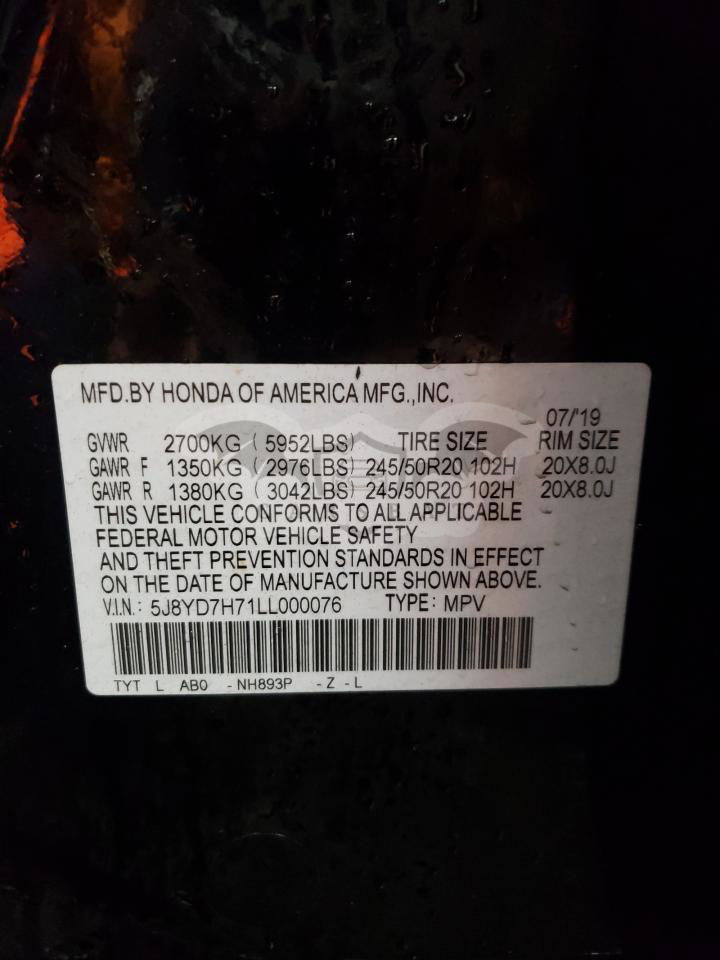 MFD.BY HONDA OF AMERICA MFG.,INC.
07/'19
GVWR 2700KG ( 5952LBS) TIRE SIZE RIM SIZE
GAWR F 1350KG ( 2976LBS) 245/50R20 102H 20X8.0J
GAWR R 1380KG ( 3042LBS) 245/50R20 102H 20X8.0J
THIS VEHICLE CONFORMS TO ALL APPLICABLE
FEDERAL MOTOR VEHICLE SAFETY
AND THEFT PREVENTION STANDARDS IN EFFECT
ON THE DATE OF MANUFACTURE SHOWN ABOVE.
V.I.N.: 5J8YD7H71LL000076 TYPE: MPV
TYT L AB0 -NH893P -Z -L